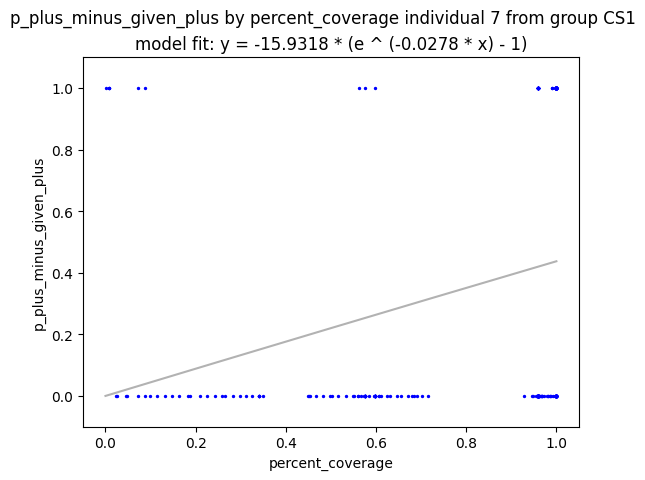 p_plus_minus_given_plus by percent_coverage individual 7 from group CS1
model fit: y = -15.9318 * (e ^ (-0.0278 * x) - 1)
1.0
0.8
0.6
0.4
0.2
0.0
p_plus_minus_given_plus
0.0 0.2 0.4 0.6 0.8 1.0
percent_coverage